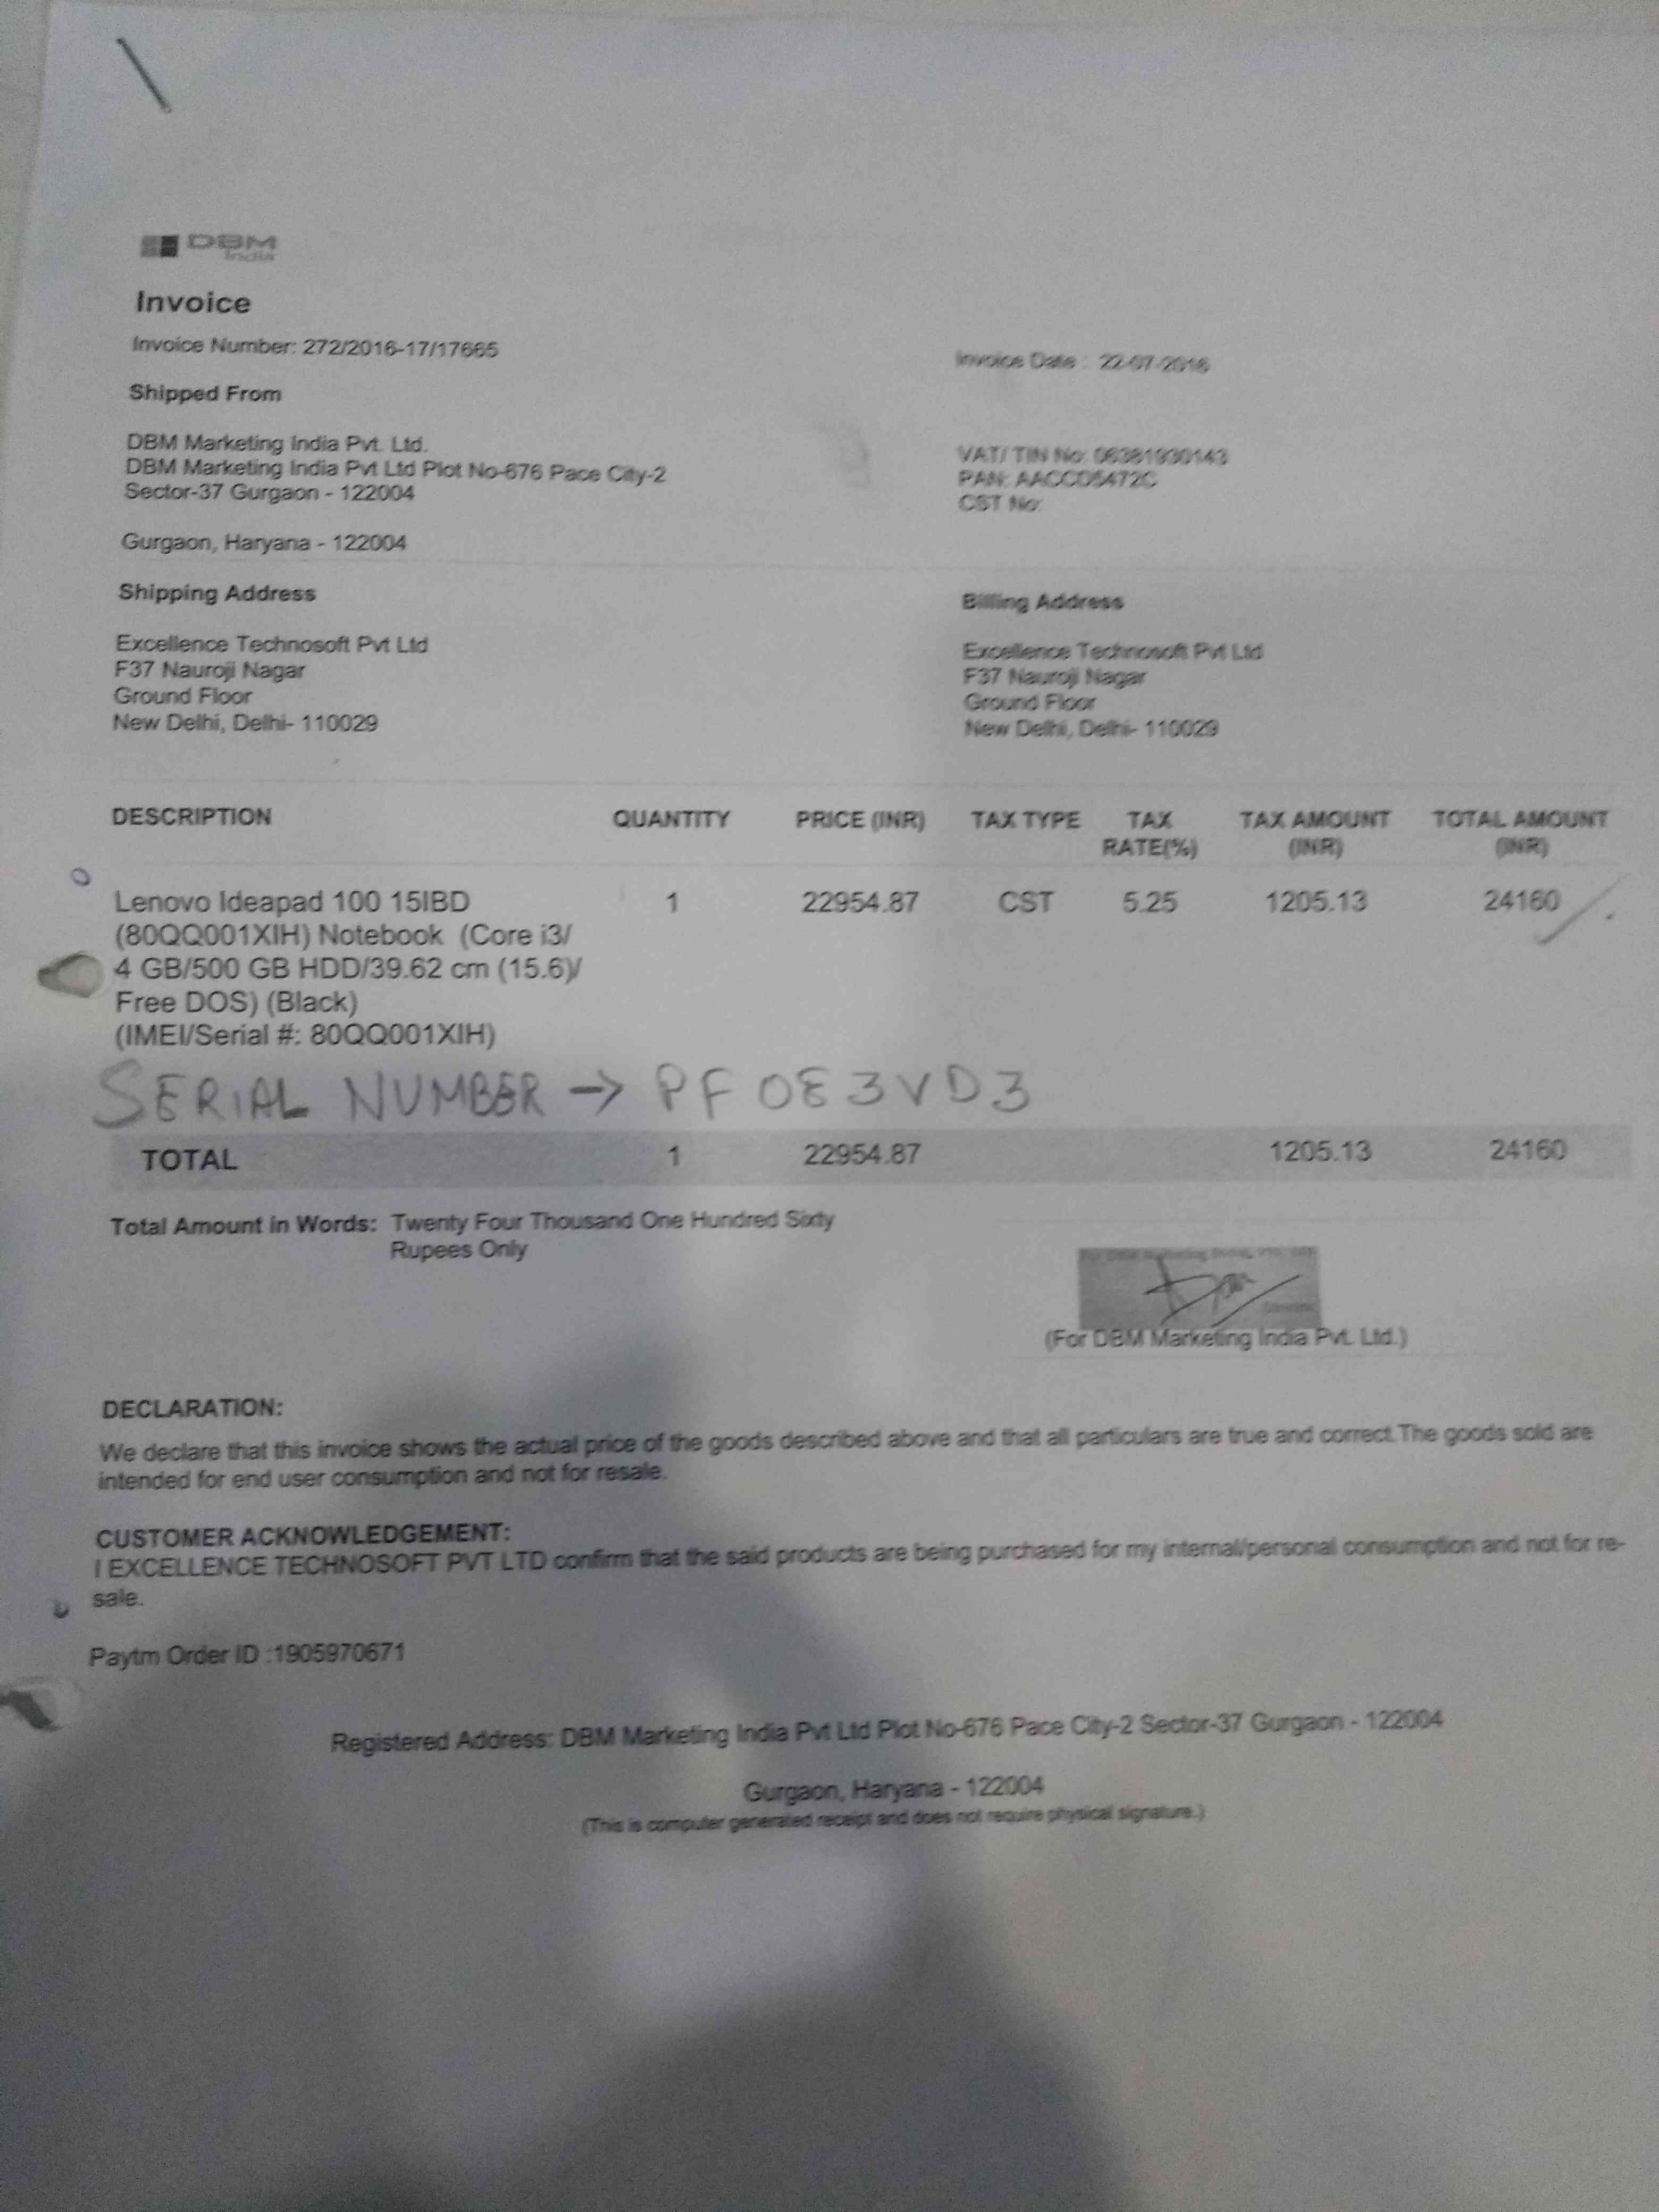 DBM
India
Invoice
Invoice Number: 272/2016-17/17665
Invoice Date : 22-07-2016
Shipped From
DBM Marketing India Pvt. Ltd.
DBM Marketing India Pvt Ltd Plot No-676 Pace City-2
Sector-37 Gurgaon - 122004
VAT/ TIN No: 06381930143
PAN: AACCD5472C
CST No:
Gurgaon, Haryana - 122004
Shipping Address
Excellence Technosoft Pvt Ltd
F37 Nauroji Nagar
Ground Floor
New Delhi, Delhi- 110029
Billing Address
Excellence Technosoft Pvt Ltd
F37 Nauroji Nagar
Ground Floor
New Delhi, Delhi- 110029
DESCRIPTION QUANTITY PRICE (INR) TAX TYPE TAX RATE(%) TAX AMOUNT (INR) TOTAL AMOUNT (INR)
Lenovo Ideapad 100 15IBD 1 22954.87 CST 5.25 1205.13 24160
(80QQ001XIH) Notebook (Core i3/
4 GB/500 GB HDD/39.62 cm (15.6)/
Free DOS) (Black)
(IMEI/Serial #: 80QQ001XIH)
SERIAL NUMBER → PF0E3VD3
TOTAL 1 22954.87 1205.13 24160
Total Amount in Words: Twenty Four Thousand One Hundred Sixty
Rupees Only
(For DBM Marketing India Pvt. Ltd.)
DECLARATION:
We declare that this invoice shows the actual price of the goods described above and that all particulars are true and correct.The goods sold are
intended for end user consumption and not for resale.
CUSTOMER ACKNOWLEDGEMENT:
I EXCELLENCE TECHNOSOFT PVT LTD confirm that the said products are being purchased for my internal/personal consumption and not for re-
sale.
Paytm Order ID :1905970671
Registered Address: DBM Marketing India Pvt Ltd Plot No-676 Pace City-2 Sector-37 Gurgaon - 122004
Gurgaon, Haryana - 122004
(This is computer generated receipt and does not require physical signature.)